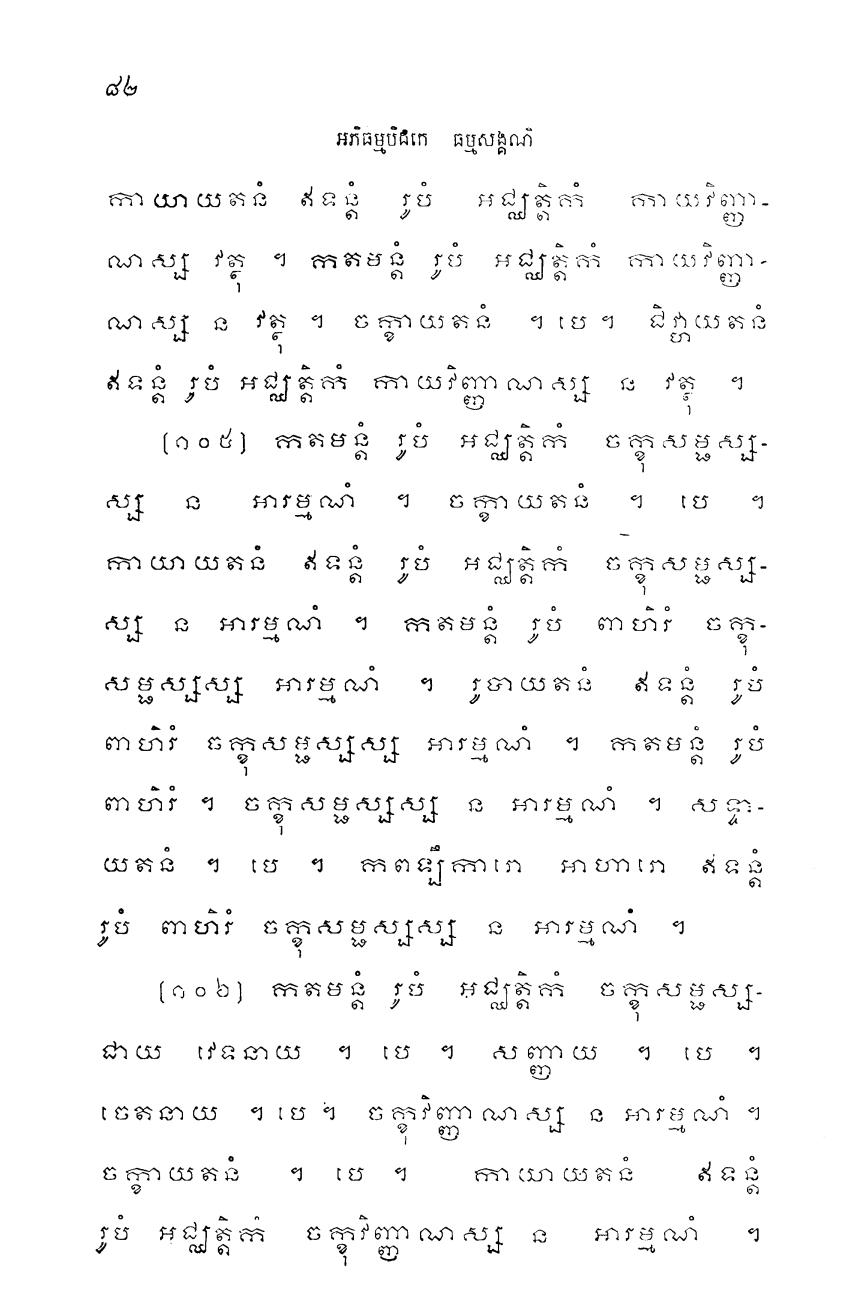 ៨២
អភិធម្មបិដកេ ធម្មសង្គណី
កាយាយតនំ ឥទន្តំ រូបំ អជ្ឈត្តិកំ កាយវិញ្ញា-
ណស្ស វត្ថុ ។ កតមន្តំ រូបំ អជ្ឈត្តិកំ កាយវិញ្ញា-
ណស្ស ន វត្ថុ ។ ចក្ខាយតនំ ។ បេ ។ ជិវ្ហាយតនំ
ឥទន្តំ រូបំ អជ្ឈត្តិកំ កាយវិញ្ញាណស្ស ន វត្ថុ ។
[១០៥] កតមន្តំ រូបំ អជ្ឈត្តិកំ ចក្ខុសម្ផស្ស-
ស្ស ន អារម្មណំ ។ ចក្ខាយតនំ ។ បេ ។
កាយាយតនំ ឥទន្តំ រូបំ អជ្ឈត្តិកំ ចក្ខុសម្ផស្ស-
ស្ស ន អារម្មណំ ។ កតមន្តំ រូបំ ពាហិរំ ចក្ខុ-
សម្ផស្សស្ស អារម្មណំ ។ រូបាយតនំ ឥទន្តំ រូបំ
ពាហិរំ ចក្ខុសម្ផស្សស្ស អារម្មណំ ។ កតមន្តំ រូបំ
ពាហិរំ ។ ចក្ខុសម្ផស្សស្ស ន អារម្មណំ ។ សទ្ទា-
យតនំ ។ បេ ។ កពឡឹការោ អាហារោ ឥទន្តំ
រូបំ ពាហិរំ ចក្ខុសម្ផស្សស្ស ន អារម្មណំ ។
[១០៦] កតមន្តំ រូបំ អជ្ឈត្តិកំ ចក្ខុសម្ផស្ស-
ជាយ វេទនាយ ។ បេ ។ សញ្ញាយ ។ បេ ។
ចេតនាយ ។ បេ ។ ចក្ខុវិញ្ញាណស្ស ន អារម្មណំ ។
ចក្ខាយតនំ ។ បេ ។ កាយាយតនំ ឥទន្តំ
រូបំ អជ្ឈត្តិកំ ចក្ខុវិញ្ញាណស្ស ន អារម្មណំ ។